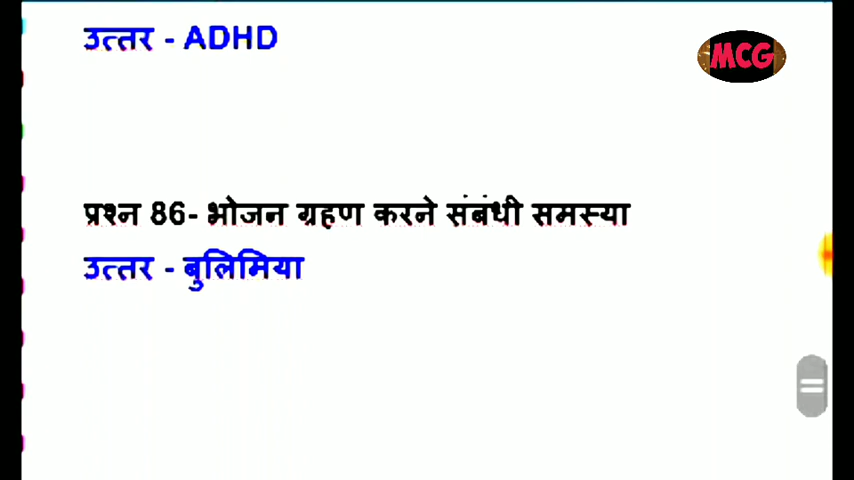 उत्तर - ADHD
MCG
प्रश्न 86- भोजन ग्रहण करने संबंधी समस्या
उत्तर - बुलिमिया